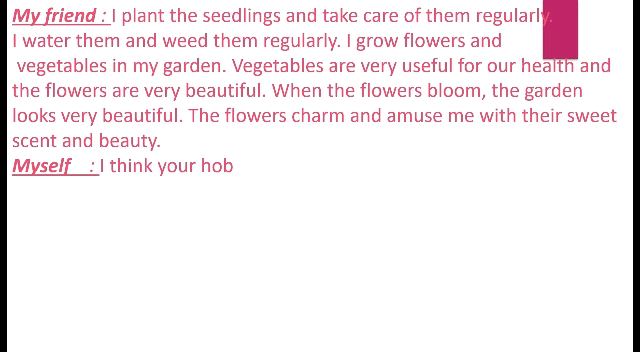 My friend : I plant the seedlings and take care of them regularly.
I water them and weed them regularly. I grow flowers and
vegetables in my garden. Vegetables are very useful for our health and
the flowers are very beautiful. When the flowers bloom, the garden
looks very beautiful. The flowers charm and amuse me with their sweet
scent and beauty.
Myself : I think your hob